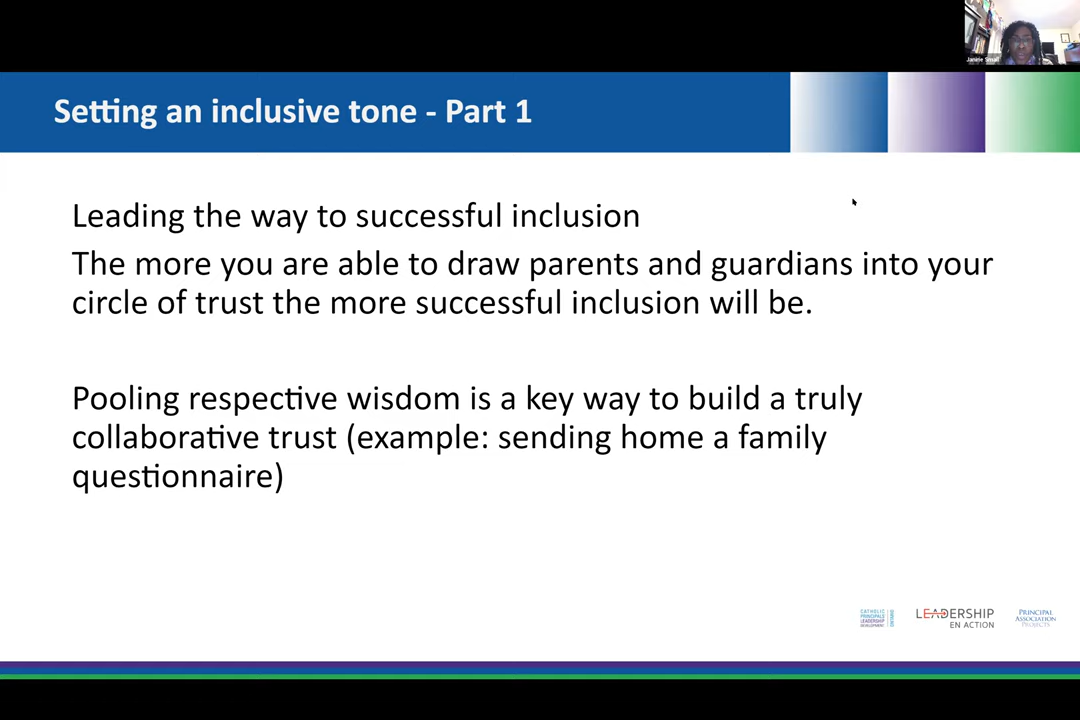 Janine Small
Setting an inclusive tone - Part 1
Leading the way to successful inclusion
The more you are able to draw parents and guardians into your
circle of trust the more successful inclusion will be.
Pooling respective wisdom is a key way to build a truly
collaborative trust (example: sending home a family
questionnaire)
CATHOLIC
PRINCIPALS
LEADERSHIP
DEVELOPMENT
ONTARIO
LEADERSHIP
EN ACTION
PRINCIPAL
ASSOCIATION
PROJECTS